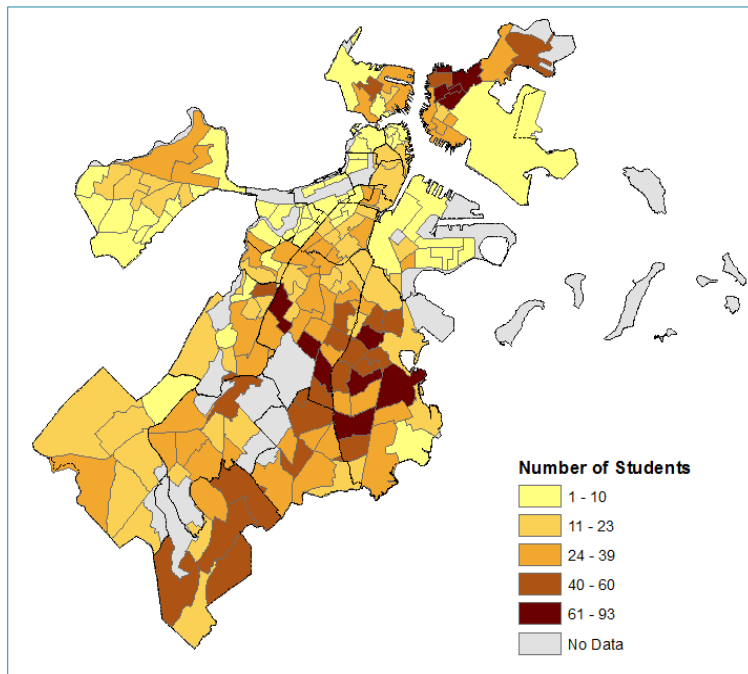 Number of Students
1 - 10
11 - 23
24 - 39
40 - 60
61 - 93
No Data